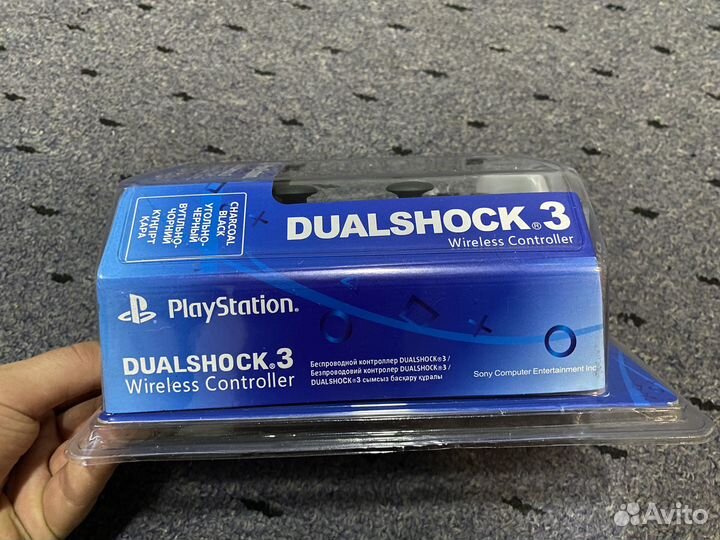 CHARCOAL
BLACK
УГОЛЬНО-
ЧЕРНЫЙ
ВУГІЛЬНО-
ЧОРНИЙ
КҮҢГІРТ
ҚАРА
DUALSHOCK®3
Wireless Controller
PlayStation®
DUALSHOCK®3
Wireless Controller
Беспроводной контроллер DUALSHOCK®3 /
Безпроводовий контролер DUALSHOCK®3 /
DUALSHOCK®3 сымсыз басқару құралы
Sony Computer Entertainment Inc
Avito